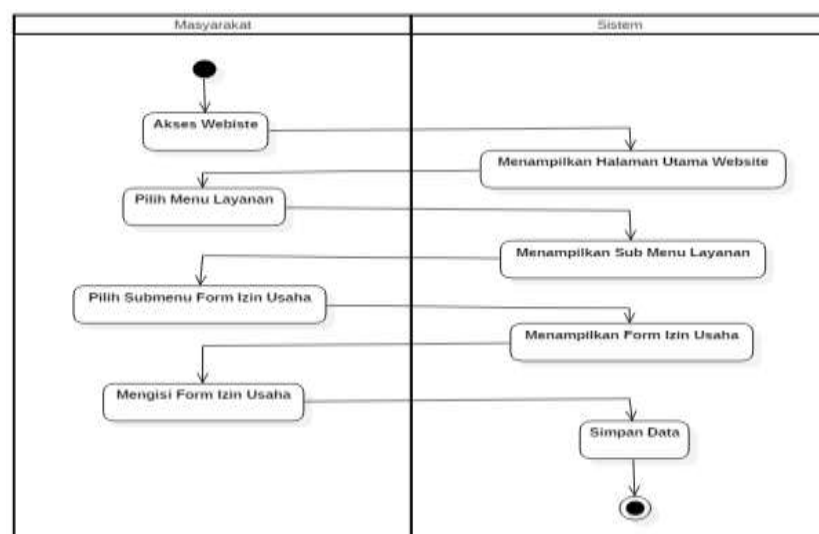 Masyarakat
Sistem
Akses Webiste
Menampilkan Halaman Utama Website
Pilih Menu Layanan
Menampilkan Sub Menu Layanan
Pilih Submenu Form Izin Usaha
Menampilkan Form Izin Usaha
Mengisi Form Izin Usaha
Simpan Data